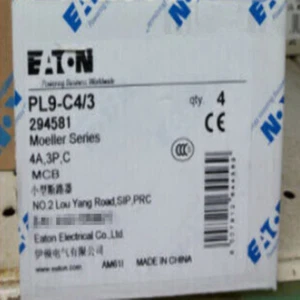 EATON
Powering Business Worldwide
PL9-C4/3
qty. 4
294581
Moeller Series
CE
4A,3P,C
CCC
MCB
小型断路器
NO.2 Lou Yang Road,SIP,PRC
Eaton Electrical Co.,Ltd.
伊顿电气有限公司
www.eaton.com AM61I MADE IN CHINA